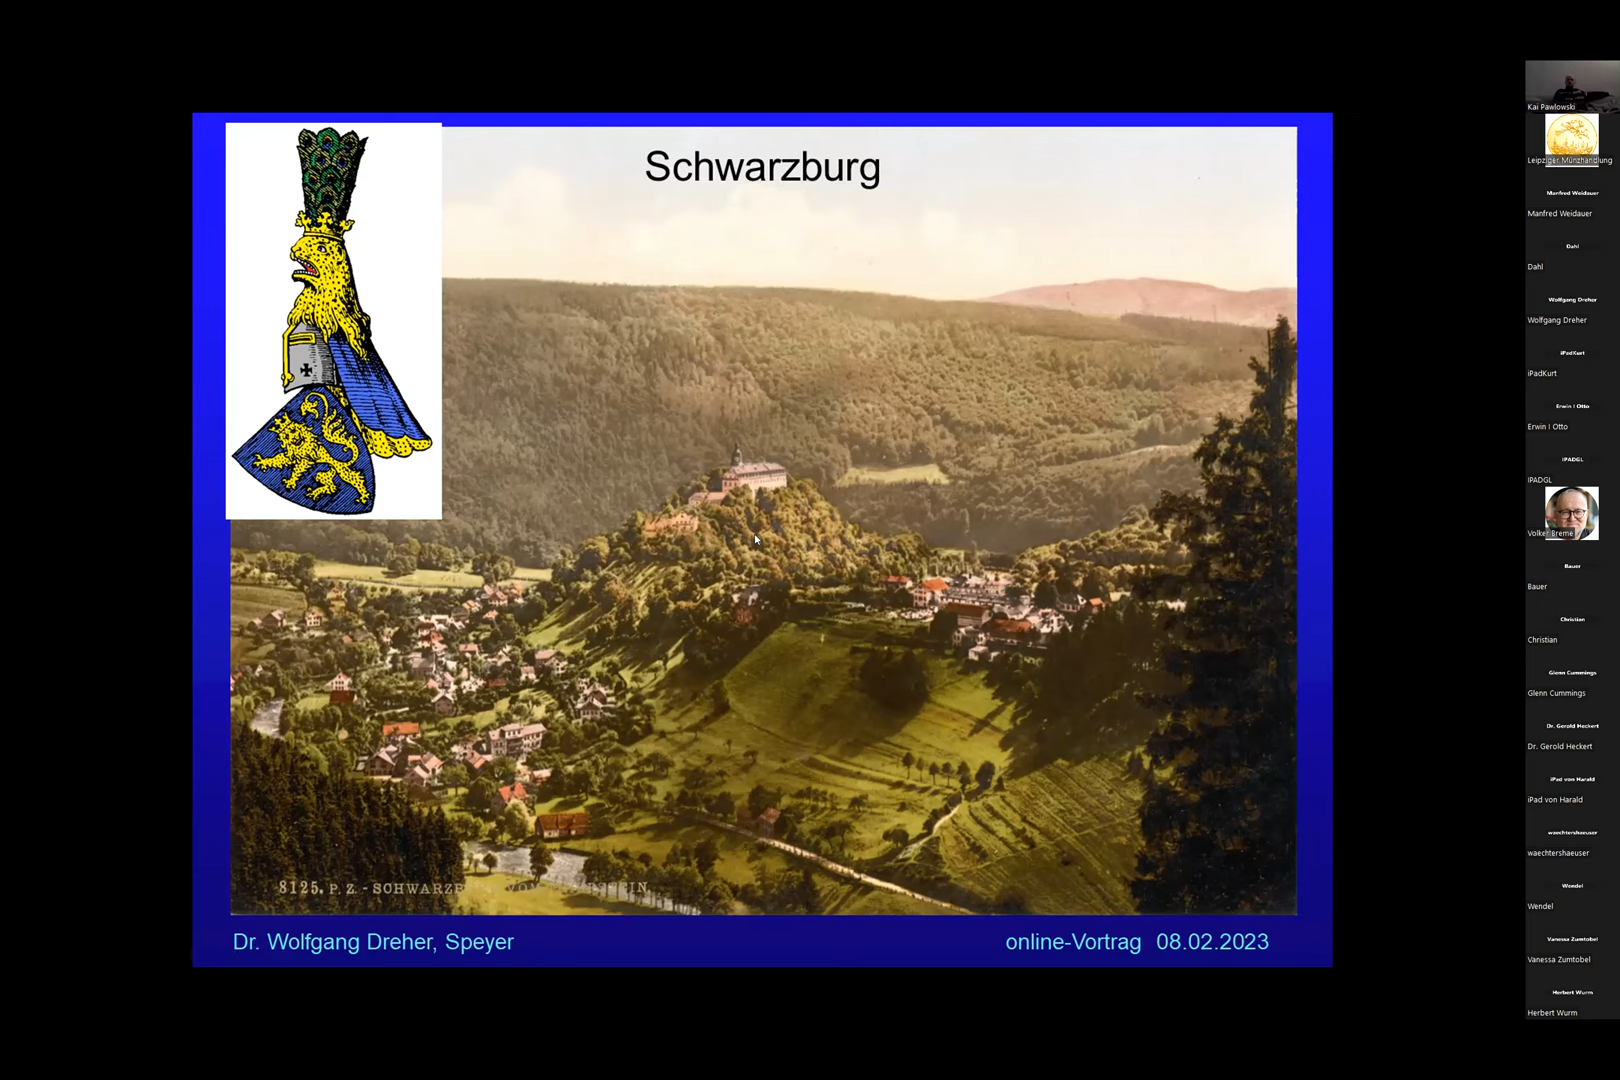 Schwarzburg
8125. P. Z. - SCHWARZB
Dr. Wolfgang Dreher, Speyer
online-Vortrag 08.02.2023
Kai Pawlowski
Leipziger Münzhandlung
Manfred Weidauer
Manfred Weidauer
Dahl
Dahl
Wolfgang Dreher
Wolfgang Dreher
iPadKurt
iPadKurt
Erwin I Otto
Erwin I Otto
IPADGL
IPADGL
Volker Breme
Bauer
Bauer
Christian
Christian
Glenn Cummings
Glenn Cummings
Dr. Gerold Heckert
Dr. Gerold Heckert
iPad von Harald
iPad von Harald
waechtershaeuser
waechtershaeuser
Wendel
Wendel
Vanessa Zumtobel
Vanessa Zumtobel
Herbert Wurm
Herbert Wurm